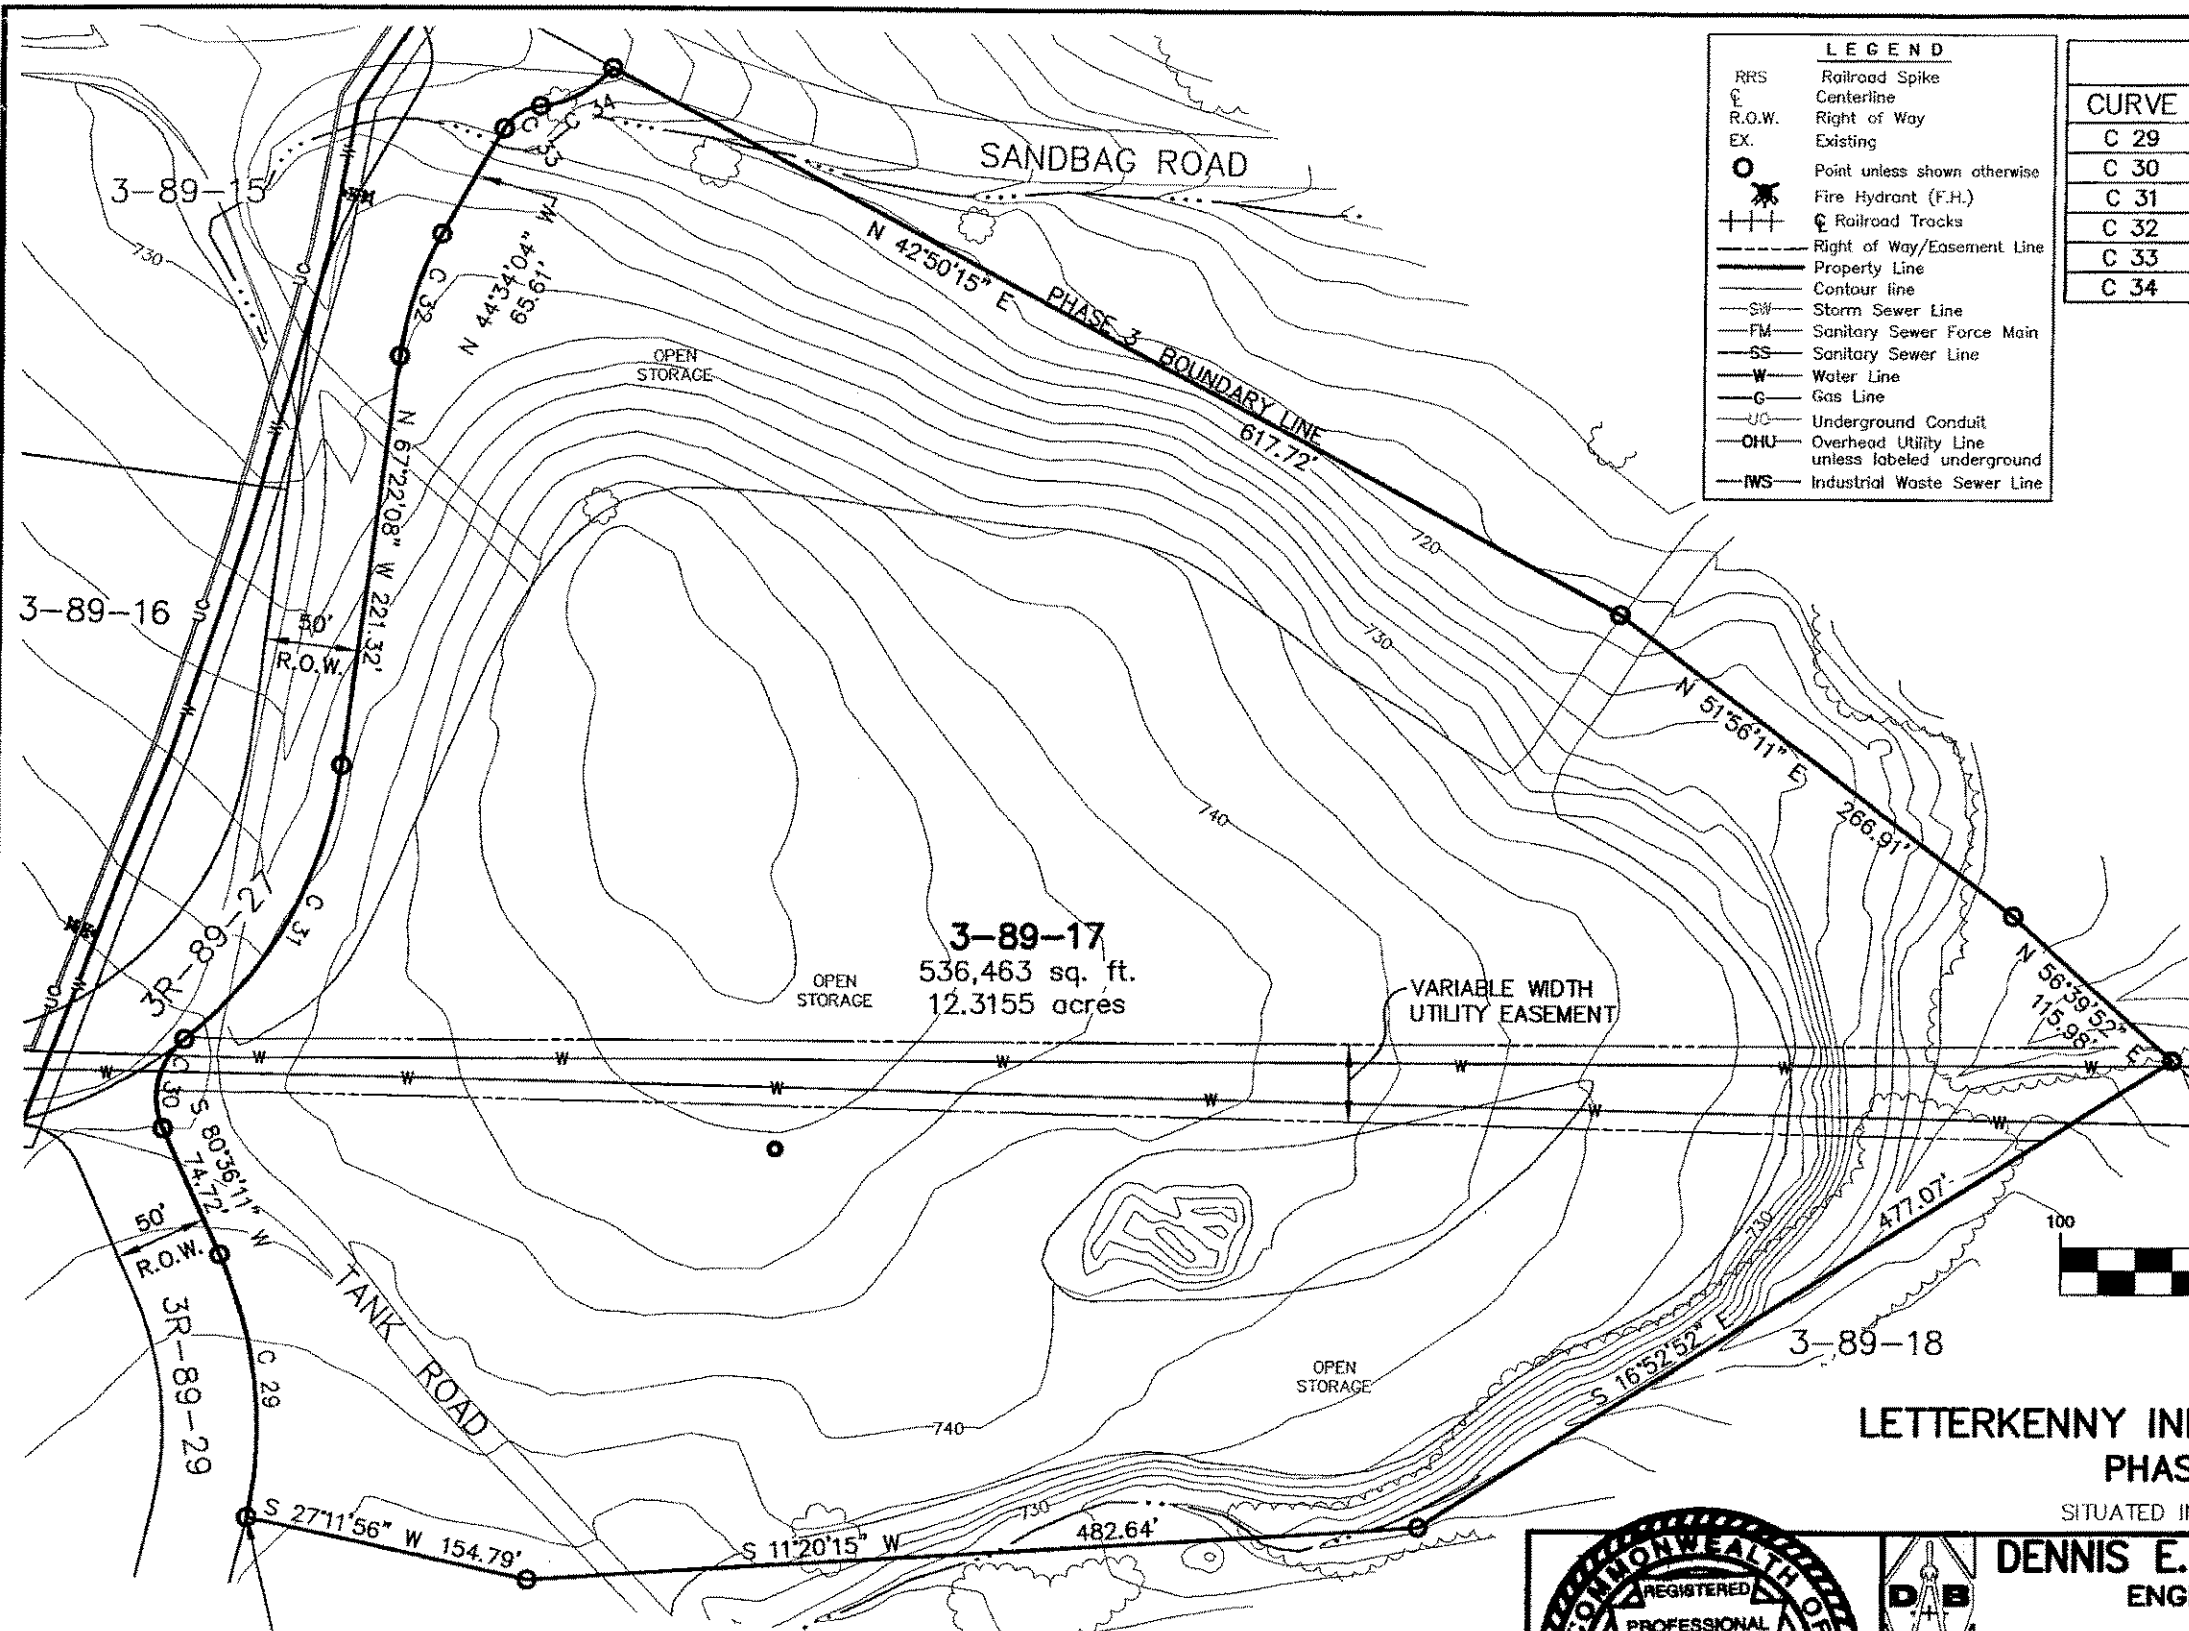 LEGEND
RRS Railroad Spike
℄ Centerline
R.O.W. Right of Way
EX. Existing
Point unless shown otherwise
Fire Hydrant (F.H.)
℄ Railroad Tracks
Right of Way/Easement Line
Property Line
Contour line
SW Storm Sewer Line
FM Sanitary Sewer Force Main
SS Sanitary Sewer Line
W Water Line
G Gas Line
UC Underground Conduit
OHU Overhead Utility Line
unless labeled underground
IWS Industrial Waste Sewer Line
CURVE
C 29
C 30
C 31
C 32
C 33
C 34
C 34
C 33
SANDBAG ROAD
3-89-15
730
N 44°34'04" W
65.61'
C 32
N 42°50'15" E
PHASE 3 BOUNDARY LINE
617.72'
OPEN
STORAGE
N 67°22'08" W 221.32'
720
730
3-89-16
50'
R.O.W.
N 51°56'11" E
266.91'
740
3R-89-27
C 31
3-89-17
536,463 sq. ft.
12.3155 acres
OPEN
STORAGE
VARIABLE WIDTH
UTILITY EASEMENT
N 56°39'52" E
115.98'
C 30
S 80°36'11" W
74.72'
50'
R.O.W.
TANK ROAD
3R-89-29
C 29
730
477.07'
S 16°52'52" E
100
3-89-18
OPEN
STORAGE
740
730
S 27°11'56" W 154.79'
S 11°20'15" W
482.64'
LETTERKENNY
PHAS
SITUATED
COMMONWEALTH OF
REGISTERED
PROFESSIONAL
D B
DENNIS E.
ENG